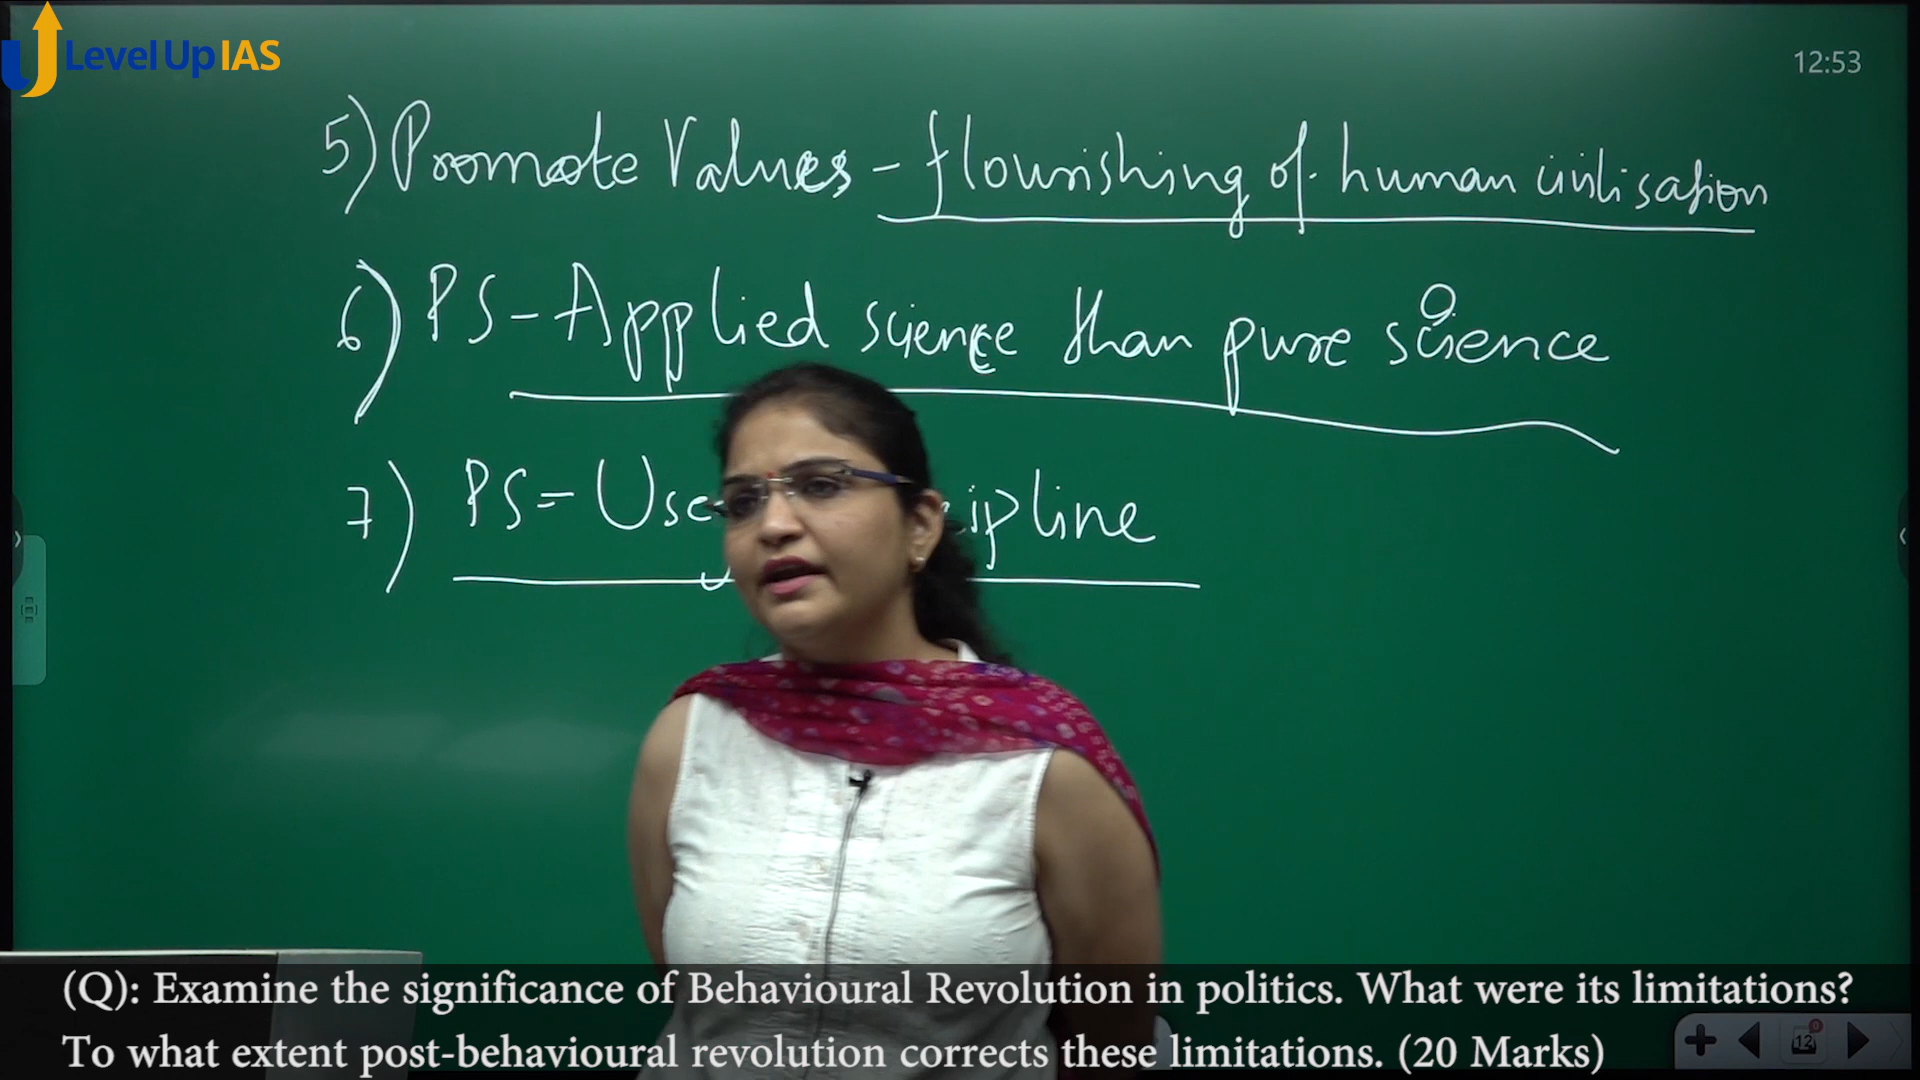 Level Up IAS
12:53
5) Promote Values - flourishing of human civilisation
6) PS - Applied science than pure science
7) PS =
(Q): Examine the significance of Behavioural Revolution in politics. What were its limitations?
To what extent post-behavioural revolution corrects these limitations. (20 Marks)
12